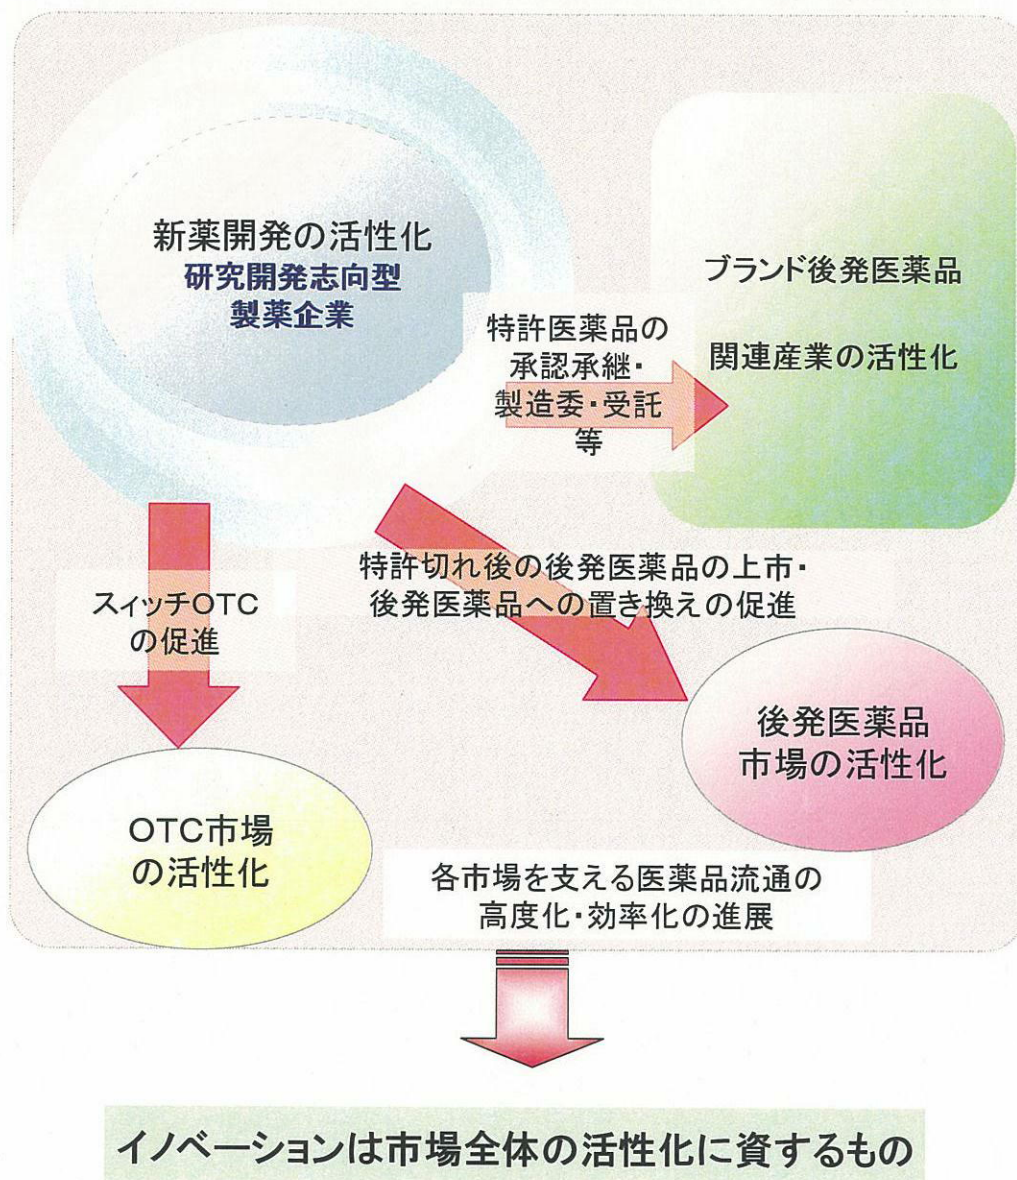 新薬開発の活性化
研究開発志向型
製薬企業
ブランド後発医薬品
関連産業の活性化
特許医薬品の
承認承継・
製造委・受託
等
特許切れ後の後発医薬品の上市・
後発医薬品への置き換えの促進
スィッチOTC
の促進
後発医薬品
市場の活性化
OTC市場
の活性化
各市場を支える医薬品流通の
高度化・効率化の進展
イノベーションは市場全体の活性化に資するもの